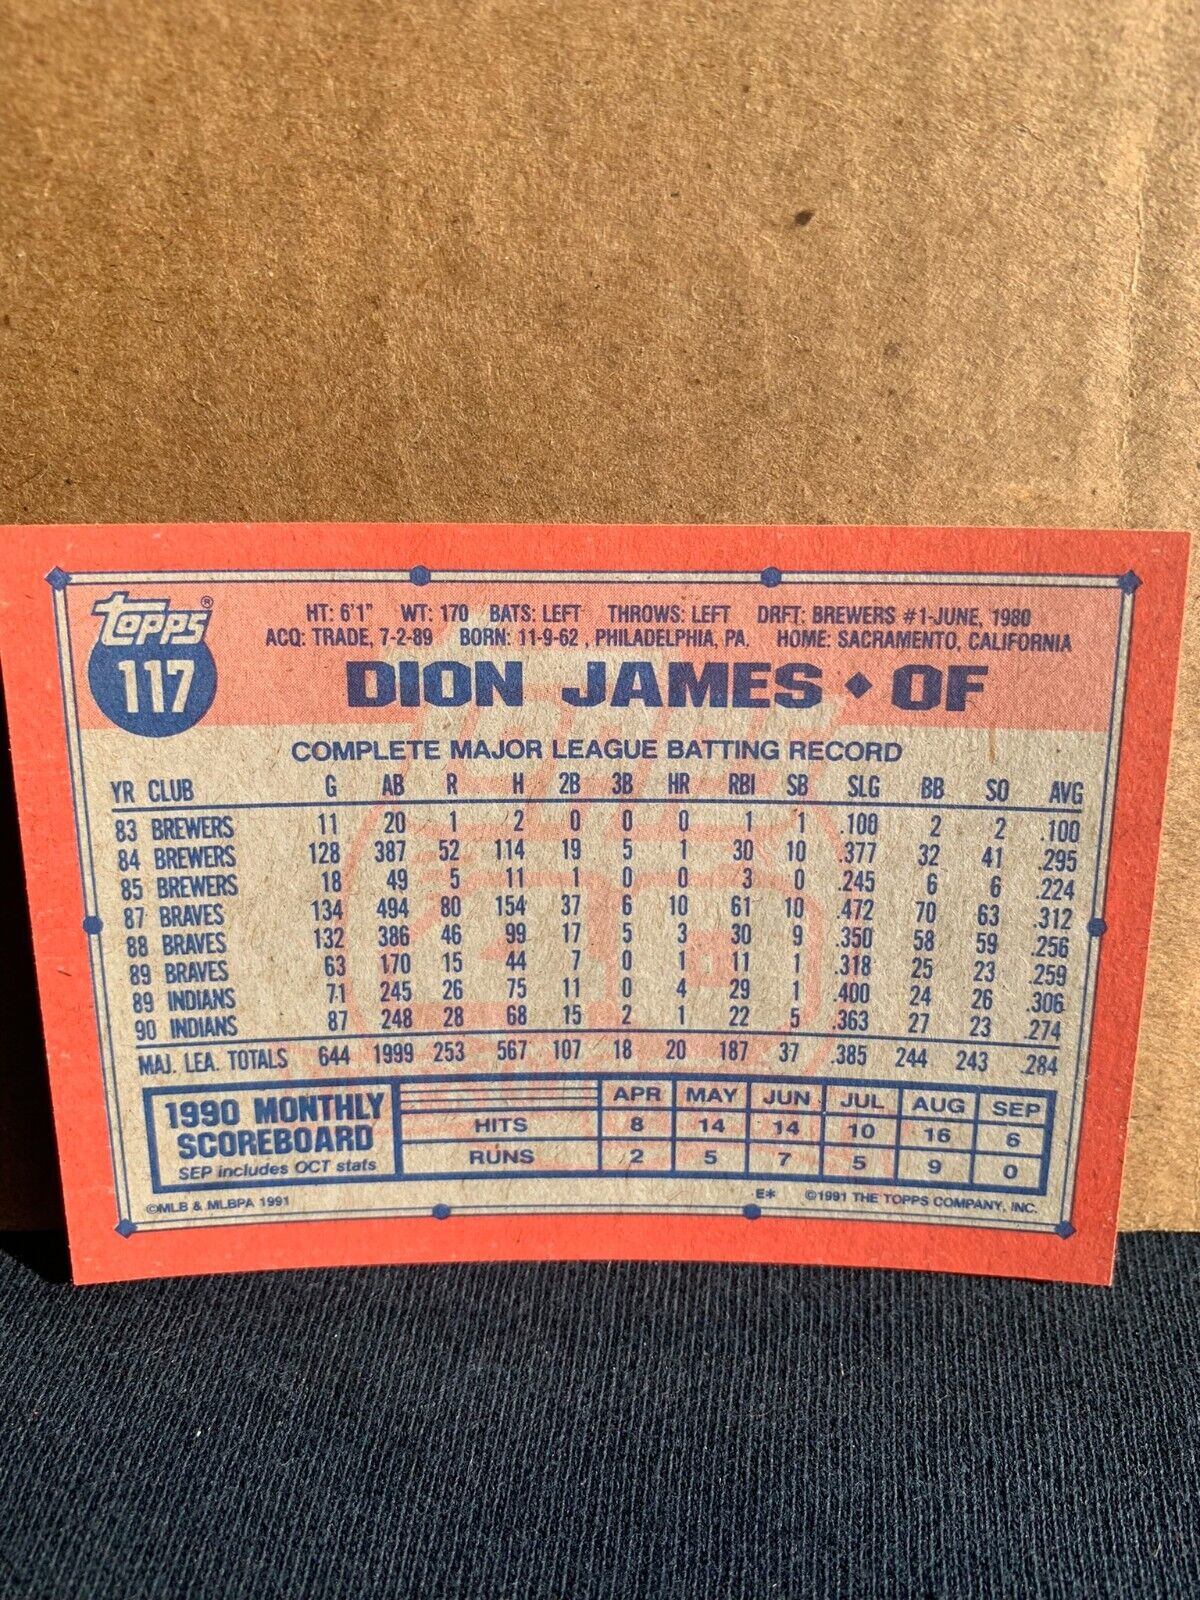 topps®
117
HT: 6'1" WT: 170 BATS: LEFT THROWS: LEFT DRFT: BREWERS #1-JUNE, 1980
ACQ: TRADE, 7-2-89 BORN: 11-9-62, PHILADELPHIA, PA. HOME: SACRAMENTO, CALIFORNIA
DION JAMES ◆ OF
COMPLETE MAJOR LEAGUE BATTING RECORD
YR CLUB G AB R H 2B 3B HR RBI SB SLG BB SO AVG
83 BREWERS 11 20 1 2 0 0 0 1 1 .100 2 2 .100
84 BREWERS 128 387 52 114 19 5 1 30 10 .377 32 41 .295
85 BREWERS 18 49 5 11 1 0 0 3 0 .245 6 6 .224
87 BRAVES 134 494 80 154 37 6 10 61 10 .472 70 63 .312
88 BRAVES 132 386 46 99 17 5 3 30 9 .350 58 59 .256
89 BRAVES 63 170 15 44 7 0 1 11 1 .318 25 23 .259
89 INDIANS 71 245 26 75 11 0 4 29 1 .400 24 26 .306
90 INDIANS 87 248 28 68 15 2 1 22 5 .363 27 23 .274
MAJ. LEA. TOTALS 644 1999 253 567 107 18 20 187 37 .385 244 243 .284
1990 MONTHLY
SCOREBOARD
SEP includes OCT stats
APR MAY JUN JUL AUG SEP
HITS 8 14 14 10 16 6
RUNS 2 5 7 5 9 0
©MLB & MLBPA 1991 E* ©1991 THE TOPPS COMPANY, INC.